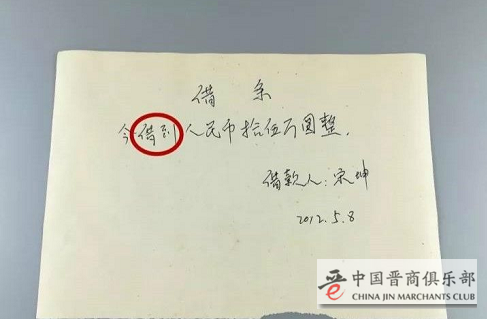 借条
今借到人民币拾伍万圆整.
借款人:宋坤
2012.5.8
中国晋商俱乐部
CHINA JIN MERCHANTS CLUB